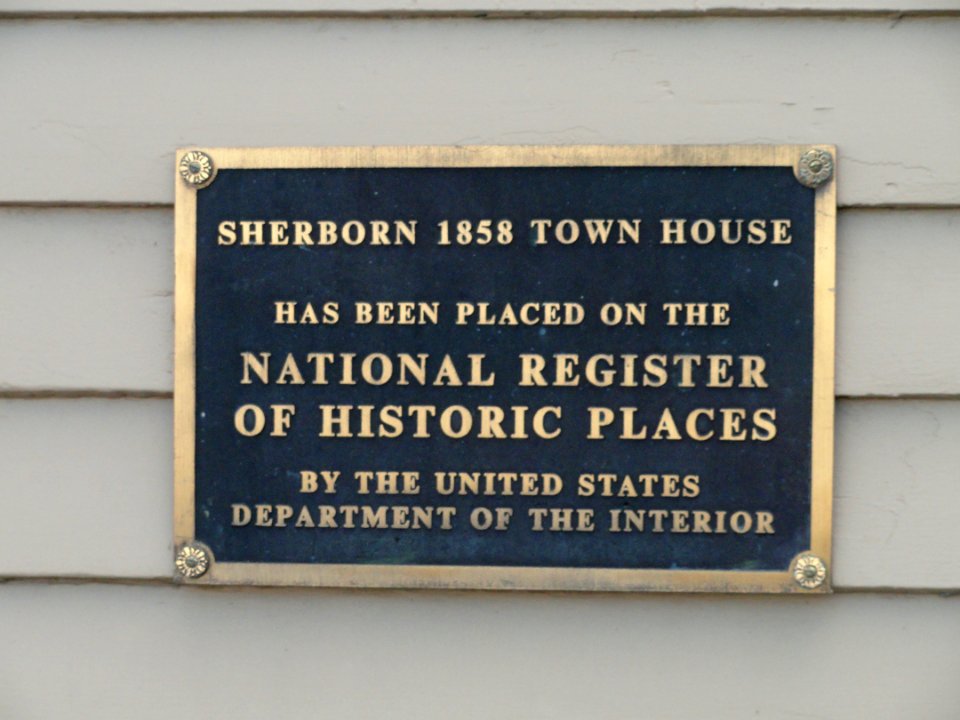 SHERBORN 1858 TOWN HOUSE
HAS BEEN PLACED ON THE
NATIONAL REGISTER
OF HISTORIC PLACES
BY THE UNITED STATES
DEPARTMENT OF THE INTERIOR